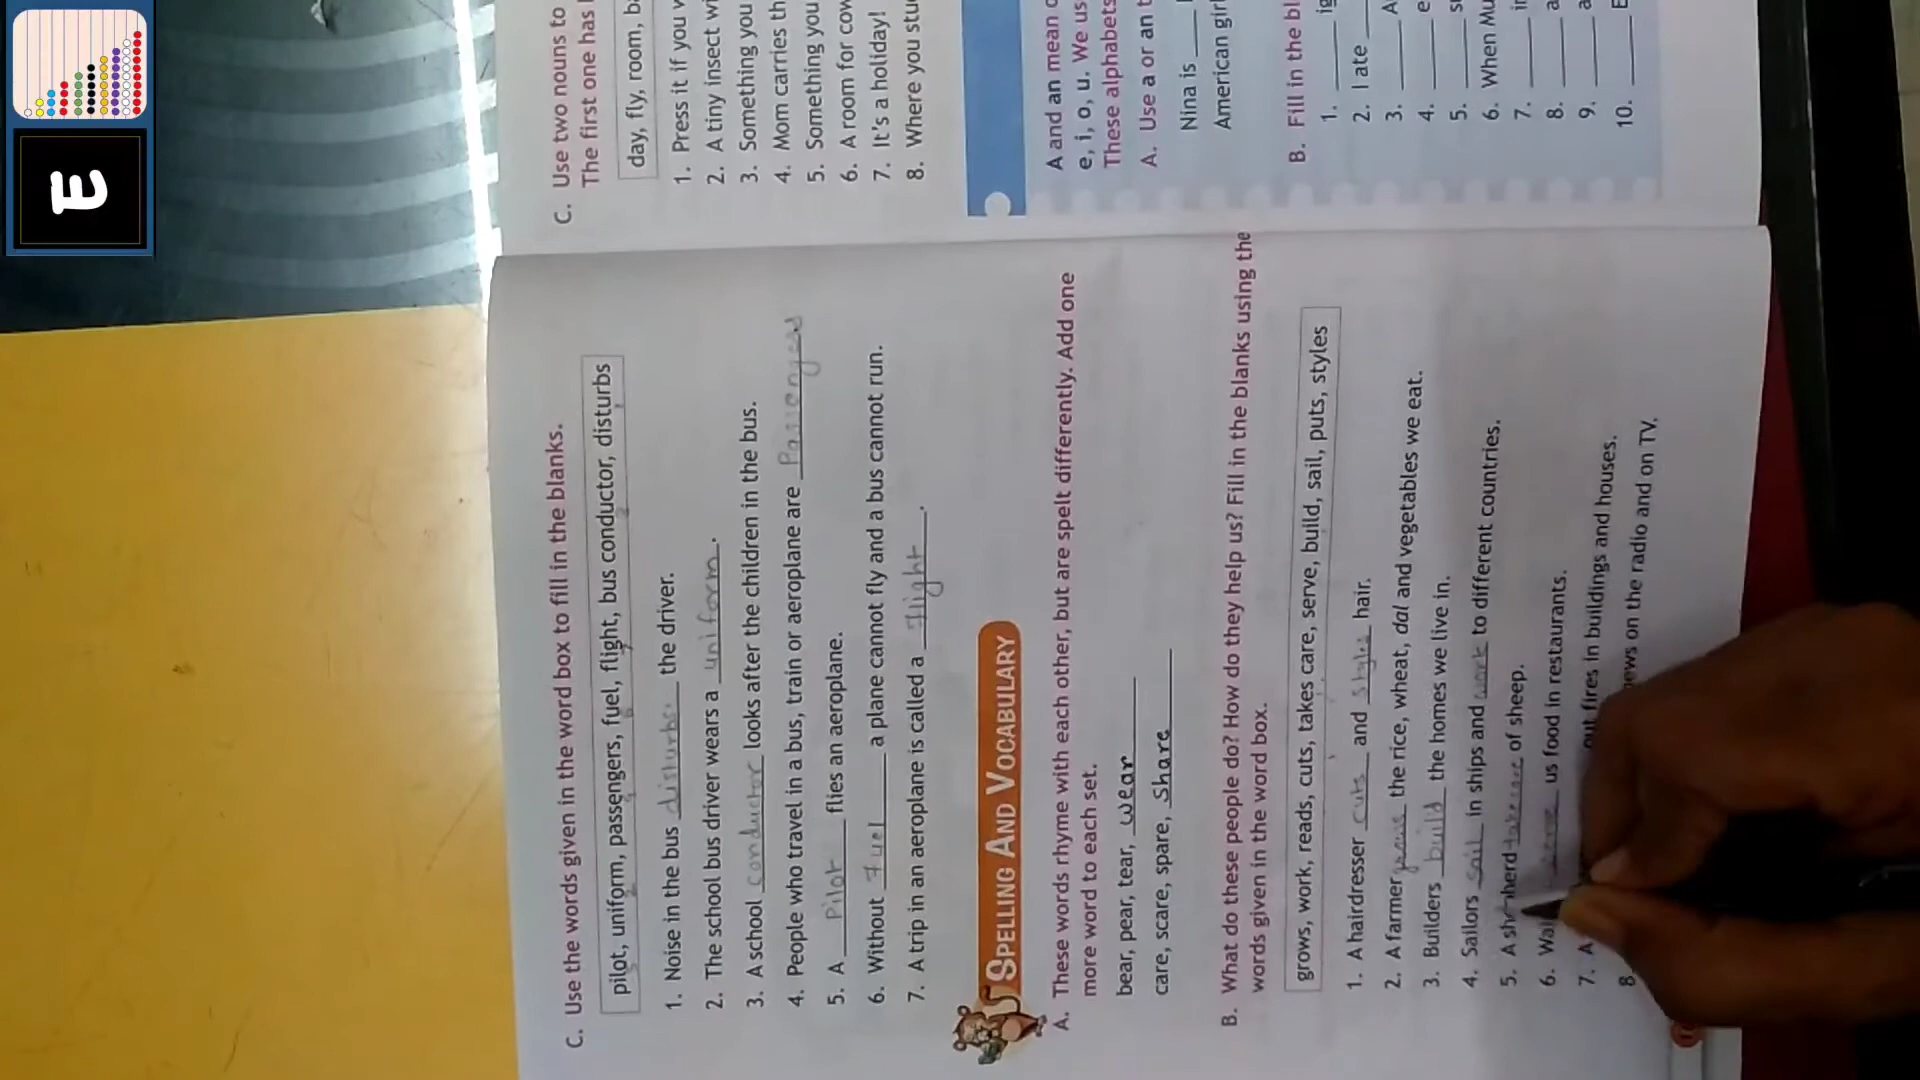 C. Use the words given in the word box to fill in the blanks.
pilot, uniform, passengers, fuel, flight, bus conductor, disturbs
1. Noise in the bus disturbs the driver.
2. The school bus driver wears a uniform.
3. A school conductor looks after the children in the bus.
4. People who travel in a bus, train or aeroplane are Passengers
5. A Pilot flies an aeroplane.
6. Without Fuel a plane cannot fly and a bus cannot run.
7. A trip in an aeroplane is called a flight.
SPELLING AND VOCABULARY
A. These words rhyme with each other, but are spelt differently. Add one
more word to each set.
bear, pear, tear, wear
care, scare, spare, Share
B. What do these people do? How do they help us? Fill in the blanks using the
words given in the word box.
grows, work, reads, cuts, takes care, serve, build, sail, puts, styles
1. A hairdresser cuts and styles hair.
2. A farmer grows the rice, wheat, dal and vegetables we eat.
3. Builders build the homes we live in.
4. Sailors sail in ships and work to different countries.
5. A shepherd takecare of sheep.
6. us food in restaurants.
7. A out fires in buildings and houses.
8. news on the radio and on TV.
C. Use two nouns to
The first one has
day, fly, room,
1. Press it if you
2. A tiny insect
3. Something you
4. Mom carries
5. Something you
6. A room for
7. It's a holiday!
8. Where you
A and an mean
e, i, o, u. We
These alphabets
A. Use a or an
Nina is
American girl
B. Fill in the
1.
2. I ate
3.
4.
5.
6. When
7.
8.
9.
10.
E